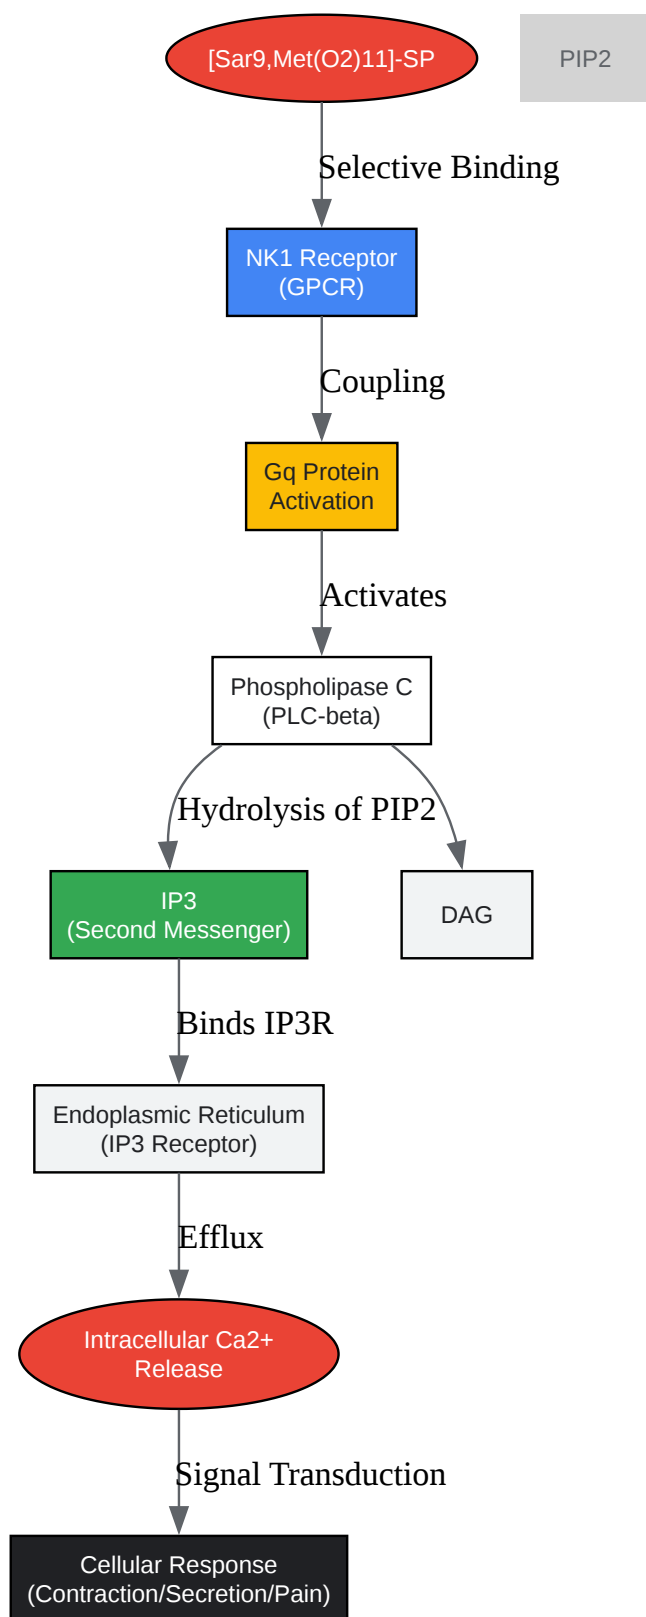 [Sar9,Met(O2)11]-SP
PIP2
Selective Binding
NK1 Receptor
(GPCR)
Coupling
Gq Protein
Activation
Activates
Phospholipase C
(PLC-beta)
Hydrolysis of PIP2
IP3
(Second Messenger)
DAG
Binds IP3R
Endoplasmic Reticulum
(IP3 Receptor)
Efflux
Intracellular Ca2+
Release
Signal Transduction
Cellular Response
(Contraction/Secretion/Pain)